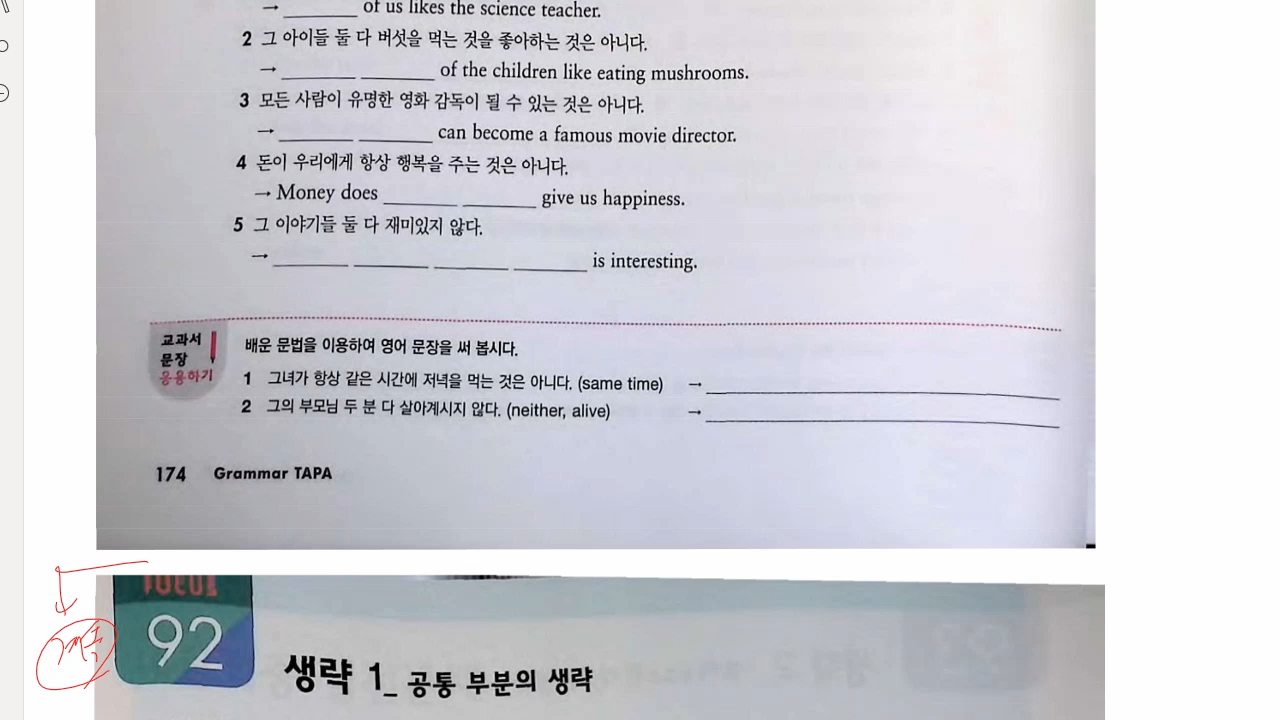 → ________ of us likes the science teacher.
2 그 아이들 둘 다 버섯을 먹는 것을 좋아하는 것은 아니다.
→ ________ ________ of the children like eating mushrooms.
3 모든 사람이 유명한 영화 감독이 될 수 있는 것은 아니다.
→ ________ ________ can become a famous movie director.
4 돈이 우리에게 항상 행복을 주는 것은 아니다.
→ Money does ________ ________ give us happiness.
5 그 이야기들 둘 다 재미있지 않다.
→ ________ ________ ________ ________ is interesting.
교과서
문장
응용하기
배운 문법을 이용하여 영어 문장을 써 봅시다.
1 그녀가 항상 같은 시간에 저녁을 먹는 것은 아니다. (same time) →
2 그의 부모님 두 분 다 살아계시지 않다. (neither, alive) →
174 Grammar TAPA
92
생략 1_ 공통 부분의 생략